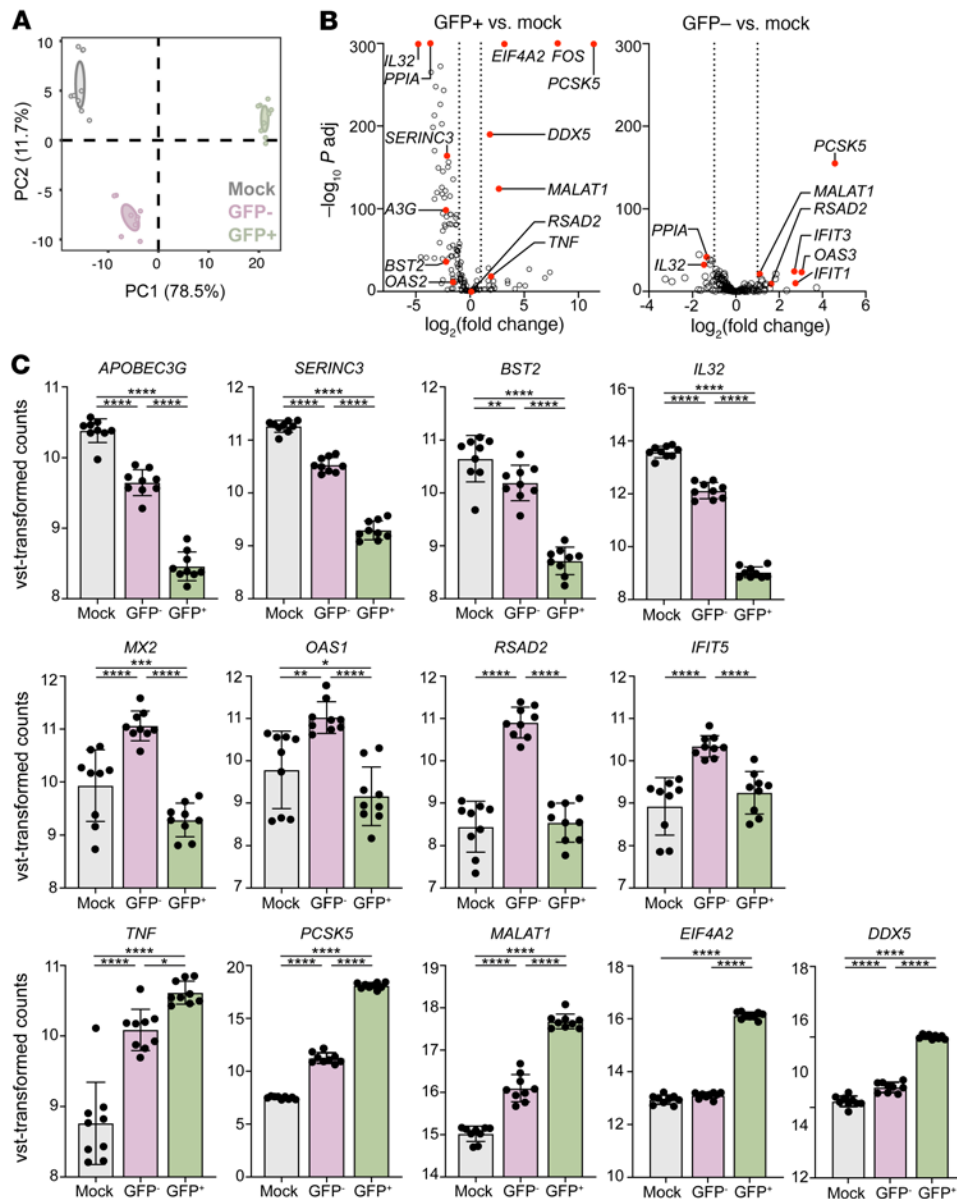 A
PC2 (11.7%)
10
5
0
-5
-10
Mock
GFP-
GFP+
-10 0 10 20
PC1 (78.5%)
B
GFP+ vs. mock
–log10 P adj
300
200
100
0
IL32
PPIA
EIF4A2
FOS
PCSK5
SERINC3
DDX5
A3G
MALAT1
RSAD2
BST2
TNF
OAS2
-5 0 5 10
log2(fold change)
GFP– vs. mock
300
200
100
0
PCSK5
MALAT1
RSAD2
PPIA
IFIT3
IL32
OAS3
IFIT1
-4 -2 0 2 4
log2(fold change)
C
APOBEC3G
vst-transformed counts
11
10
9
8
****
**** ****
Mock GFP- GFP+
SERINC3
12
11
10
9
8
****
**** ****
Mock GFP- GFP+
BST2
12
11
10
9
8
****
** ****
Mock GFP- GFP+
IL32
16
14
12
10
8
****
**** ****
Mock GFP- GFP+
MX2
vst-transformed counts
12
11
10
9
8
***
**** ****
Mock GFP- GFP+
OAS1
12
11
10
9
8
7
*
** ****
Mock GFP- GFP+
RSAD2
12
11
10
9
8
7
**** ****
Mock GFP- GFP+
IFIT5
12
11
10
9
8
7
**** ****
Mock GFP- GFP+
TNF
vst-transformed counts
12
11
10
9
8
****
**** *
Mock GFP- GFP+
PCSK5
20
15
10
5
0
****
**** ****
Mock GFP- GFP+
MALAT1
19
18
17
16
15
14
****
**** ****
Mock GFP- GFP+
EIF4A2
18
16
14
12
10
****
****
Mock GFP- GFP+
DDX5
16
10
14
12
****
**** ****
Mock GFP- GFP+